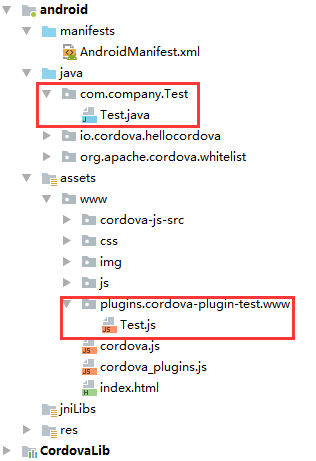 android
manifests
AndroidManifest.xml
java
com.company.Test
Test.java
io.cordova.hellocordova
org.apache.cordova.whitelist
assets
www
cordova-js-src
css
img
js
plugins.cordova-plugin-test.www
Test.js
cordova.js
cordova_plugins.js
index.html
jniLibs
res
CordovaLib